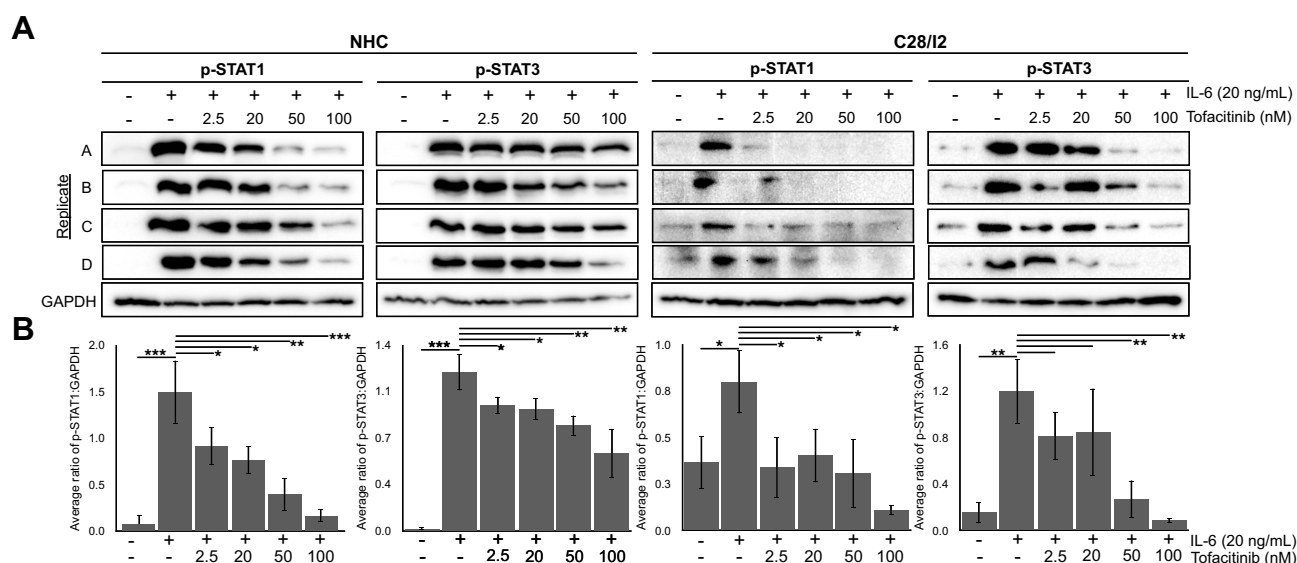 A
NHC C28/I2
p-STAT1 p-STAT3 p-STAT1 p-STAT3
- + + + + + - + + + + + - + + + + + - + + + + + IL-6 (20 ng/mL)
- - 2.5 20 50 100 - - 2.5 20 50 100 - - 2.5 20 50 100 - - 2.5 20 50 100 Tofacitinib (nM)
Replicate
A
B
C
D
GAPDH
B
Average ratio of p-STAT1:GAPDH
2.0
1.5
1.0
0.5
0.0
*** * * ** ***
Average ratio of p-STAT3:GAPDH
1.4
1.1
0.7
0.4
0.0
*** * * ** **
Average ratio of p-STAT1:GAPDH
1.0
0.8
0.5
0.3
0.0
* * * * *
Average ratio of p-STAT3:GAPDH
1.6
1.2
0.8
0.4
0.0
** ** **
- + + + + + - + + + + + - + + + + + - + + + + + IL-6 (20 ng/mL)
- - 2.5 20 50 100 - - 2.5 20 50 100 - - 2.5 20 50 100 - - 2.5 20 50 100 Tofacitinib (nM)